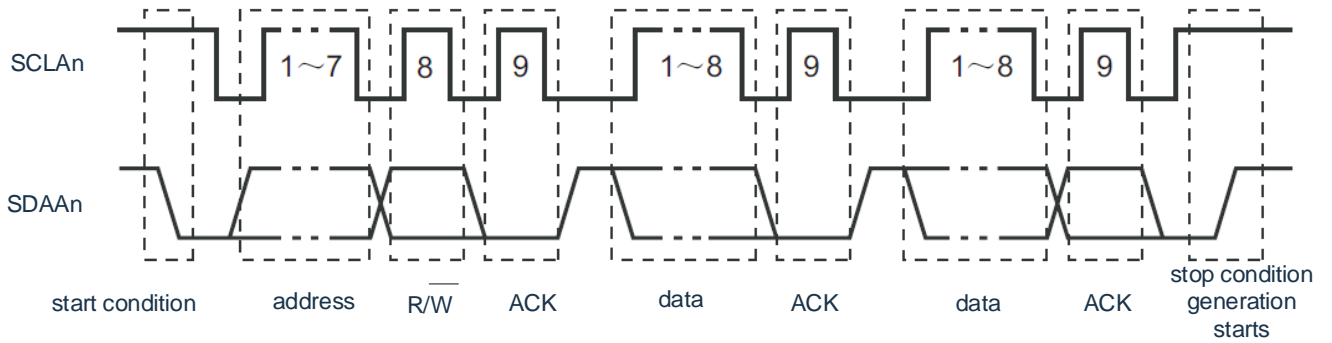 SCLAn
1～7
8
9
1～8
9
1～8
9
SDAAn
start condition
address
R/W̅
ACK
data
ACK
data
ACK
stop condition
generation
starts